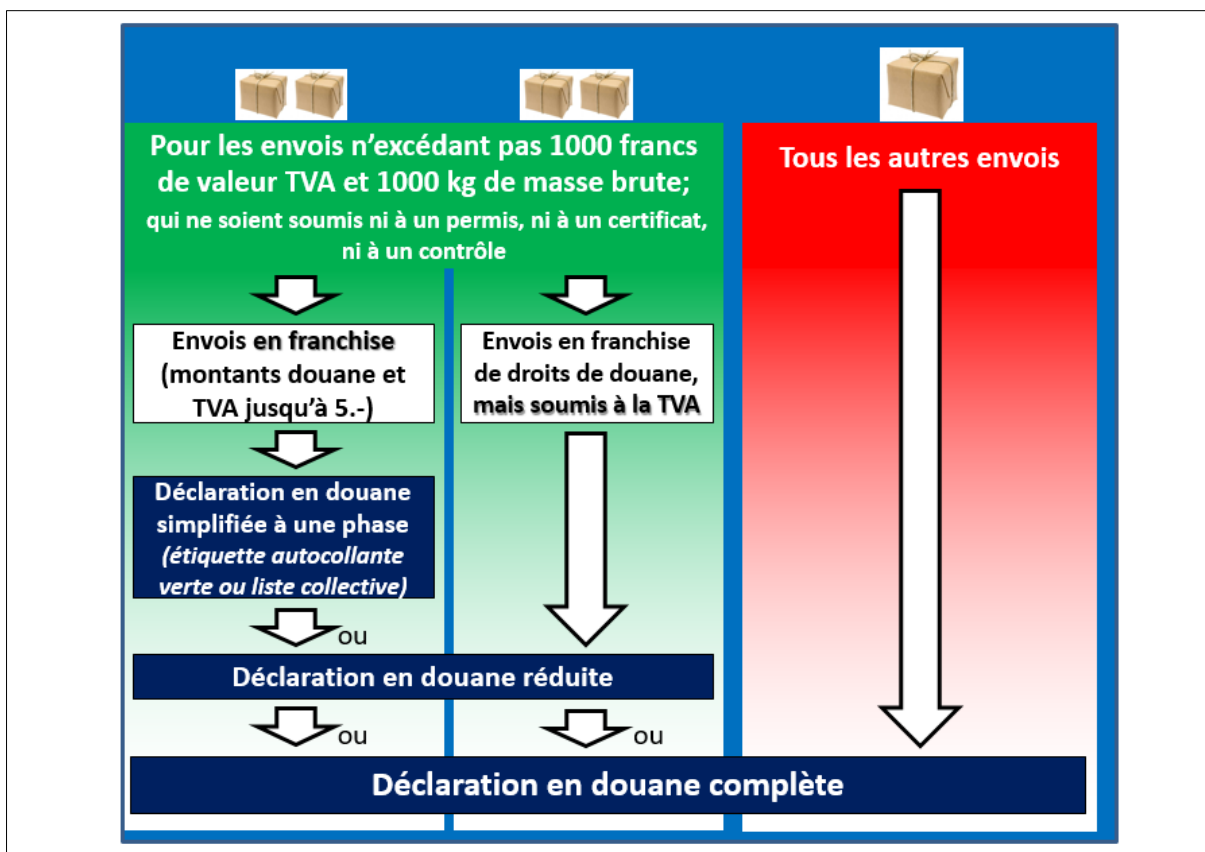 Pour les envois n'excédant pas 1000 francs
de valeur TVA et 1000 kg de masse brute;
qui ne soient soumis ni à un permis, ni à un certificat,
ni à un contrôle
Tous les autres envois
Envois en franchise
(montants douane et
TVA jusqu'à 5.-)
Envois en franchise
de droits de douane,
mais soumis à la TVA
Déclaration en douane
simplifiée à une phase
(étiquette autocollante
verte ou liste collective)
ou
Déclaration en douane réduite
ou
ou
Déclaration en douane complète